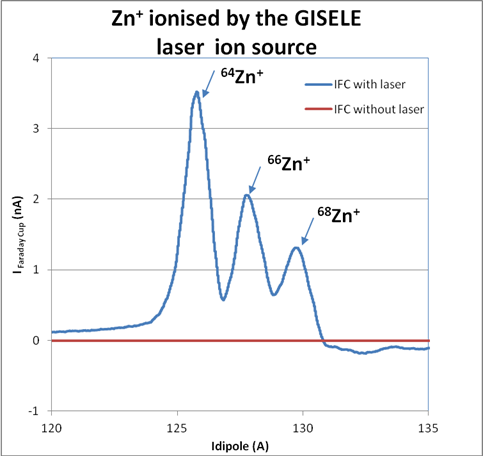 Zn⁺ ionised by the GISELE
laser ion source
4
3
2
1
0
-1
I Faraday Cup (nA)
⁶⁴Zn⁺
⁶⁶Zn⁺
⁶⁸Zn⁺
IFC with laser
IFC without laser
120 125 130 135
Idipole (A)